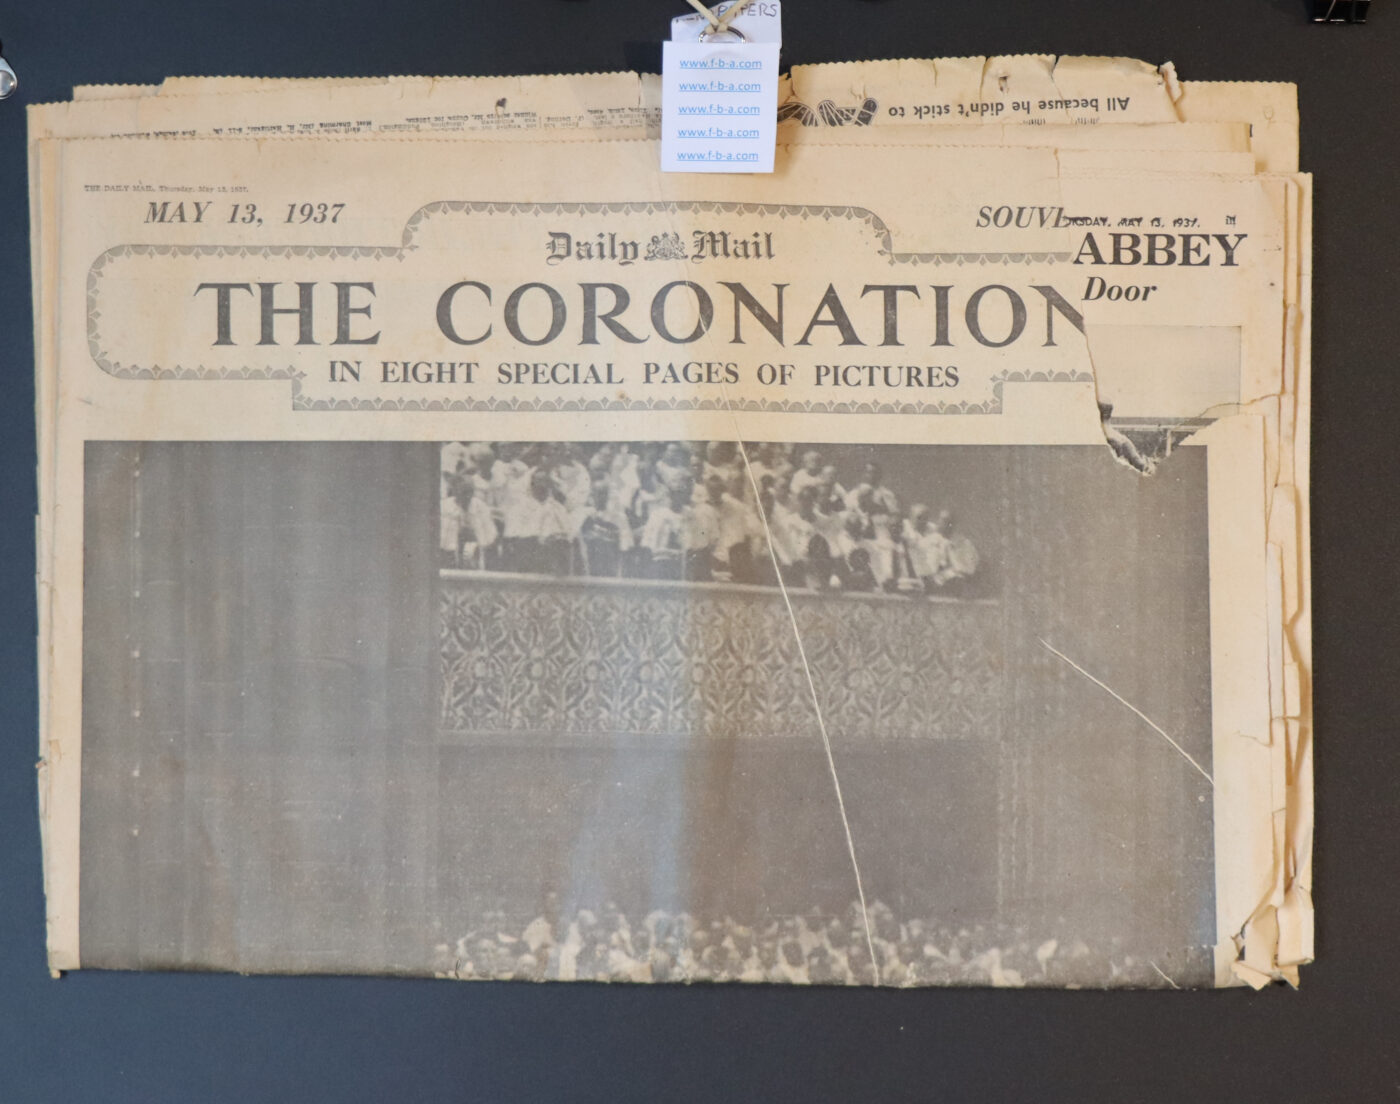 PAPERS
www.f-b-a.com
www.f-b-a.com
www.f-b-a.com
www.f-b-a.com
www.f-b-a.com
All because he didn't stick to
THE DAILY MAIL, Thursday, May 13, 1937.
MAY 13, 1937
SOUVE
RSDAY, MAY 13, 1937.
Daily Mail
ABBEY
Door
THE CORONATION
IN EIGHT SPECIAL PAGES OF PICTURES